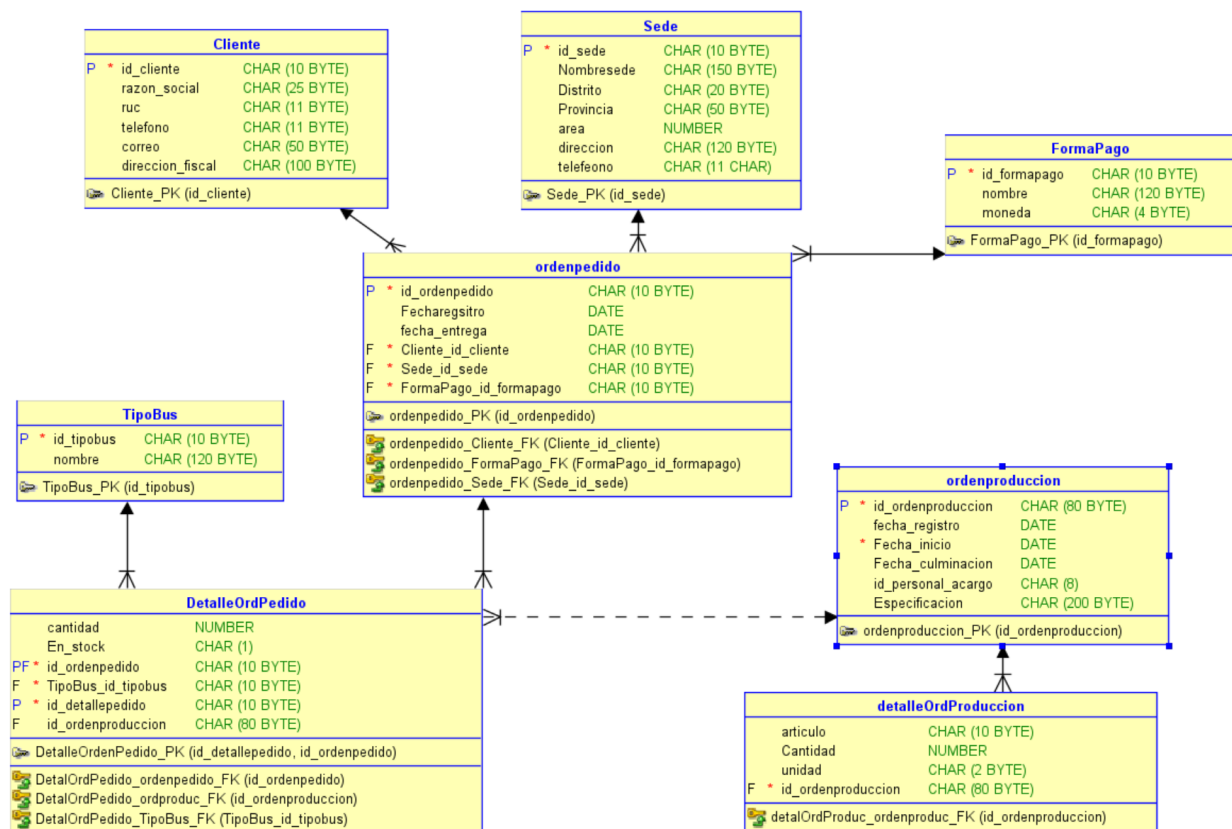 Cliente
P * id_cliente CHAR (10 BYTE)
razon_social CHAR (25 BYTE)
ruc CHAR (11 BYTE)
telefono CHAR (11 BYTE)
correo CHAR (50 BYTE)
direccion_fiscal CHAR (100 BYTE)
Cliente_PK (id_cliente)
Sede
P * id_sede CHAR (10 BYTE)
Nombresede CHAR (150 BYTE)
Distrito CHAR (20 BYTE)
Provincia CHAR (50 BYTE)
area NUMBER
direccion CHAR (120 BYTE)
telefeono CHAR (11 CHAR)
Sede_PK (id_sede)
FormaPago
P * id_formapago CHAR (10 BYTE)
nombre CHAR (120 BYTE)
moneda CHAR (4 BYTE)
FormaPago_PK (id_formapago)
ordenpedido
P * id_ordenpedido CHAR (10 BYTE)
Fecharegsitro DATE
fecha_entrega DATE
F * Cliente_id_cliente CHAR (10 BYTE)
F * Sede_id_sede CHAR (10 BYTE)
F * FormaPago_id_formapago CHAR (10 BYTE)
ordenpedido_PK (id_ordenpedido)
ordenpedido_Cliente_FK (Cliente_id_cliente)
ordenpedido_FormaPago_FK (FormaPago_id_formapago)
ordenpedido_Sede_FK (Sede_id_sede)
TipoBus
P * id_tipobus CHAR (10 BYTE)
nombre CHAR (120 BYTE)
TipoBus_PK (id_tipobus)
ordenproduccion
P * id_ordenproduccion CHAR (80 BYTE)
fecha_registro DATE
* Fecha_inicio DATE
Fecha_culminacion DATE
id_personal_acargo CHAR (8)
Especificacion CHAR (200 BYTE)
ordenproduccion_PK (id_ordenproduccion)
DetalleOrdPedido
cantidad NUMBER
En_stock CHAR (1)
PF * id_ordenpedido CHAR (10 BYTE)
F * TipoBus_id_tipobus CHAR (10 BYTE)
P * id_detallepedido CHAR (10 BYTE)
F id_ordenproduccion CHAR (80 BYTE)
DetalleOrdenPedido_PK (id_detallepedido, id_ordenpedido)
DetalOrdPedido_ordenpedido_FK (id_ordenpedido)
DetalOrdPedido_ordproduc_FK (id_ordenproduccion)
DetalOrdPedido_TipoBus_FK (TipoBus_id_tipobus)
detalleOrdProduccion
articulo CHAR (10 BYTE)
Cantidad NUMBER
unidad CHAR (2 BYTE)
F * id_ordenproduccion CHAR (80 BYTE)
detalOrdProduc_ordenproduc_FK (id_ordenproduccion)